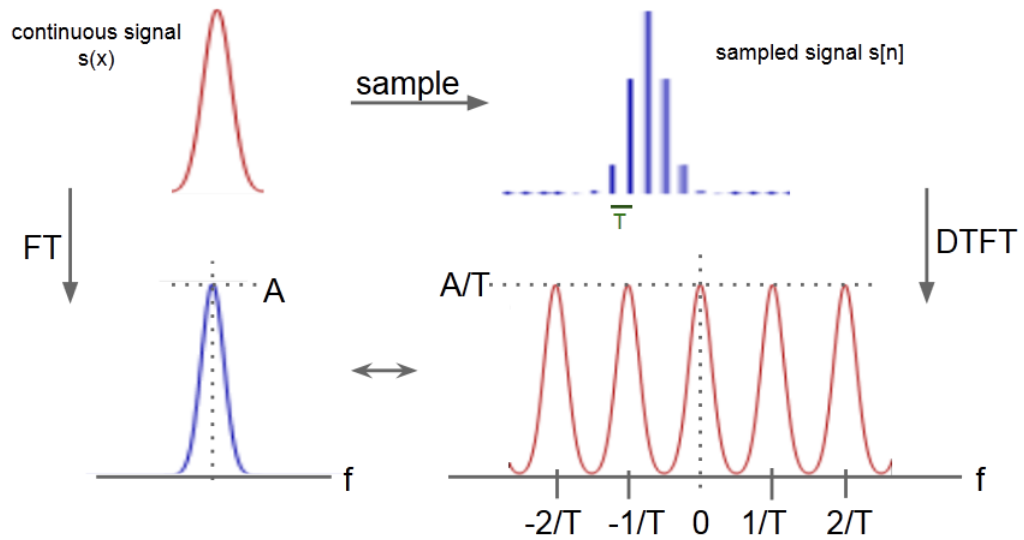 continuous signal
s(x)
sample
sampled signal s[n]
T
FT
DTFT
A
A/T
f
f
-2/T -1/T 0 1/T 2/T